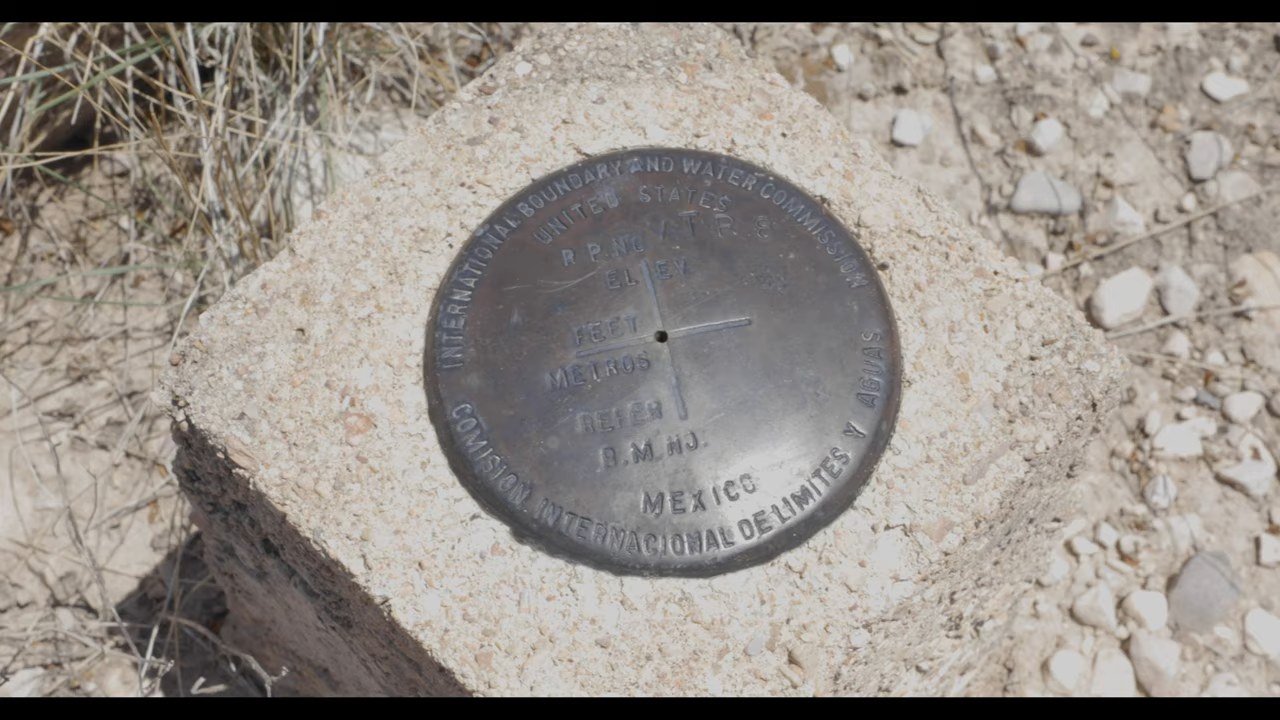 INTERNATIONAL BOUNDARY AND WATER COMMISSION
UNITED STATES
R.P. NO. V.T.R. 8
ELEV
FEET
METROS
REFER
B.M. NO.
MEXICO
COMISION INTERNACIONAL DE LIMITES Y AGUAS